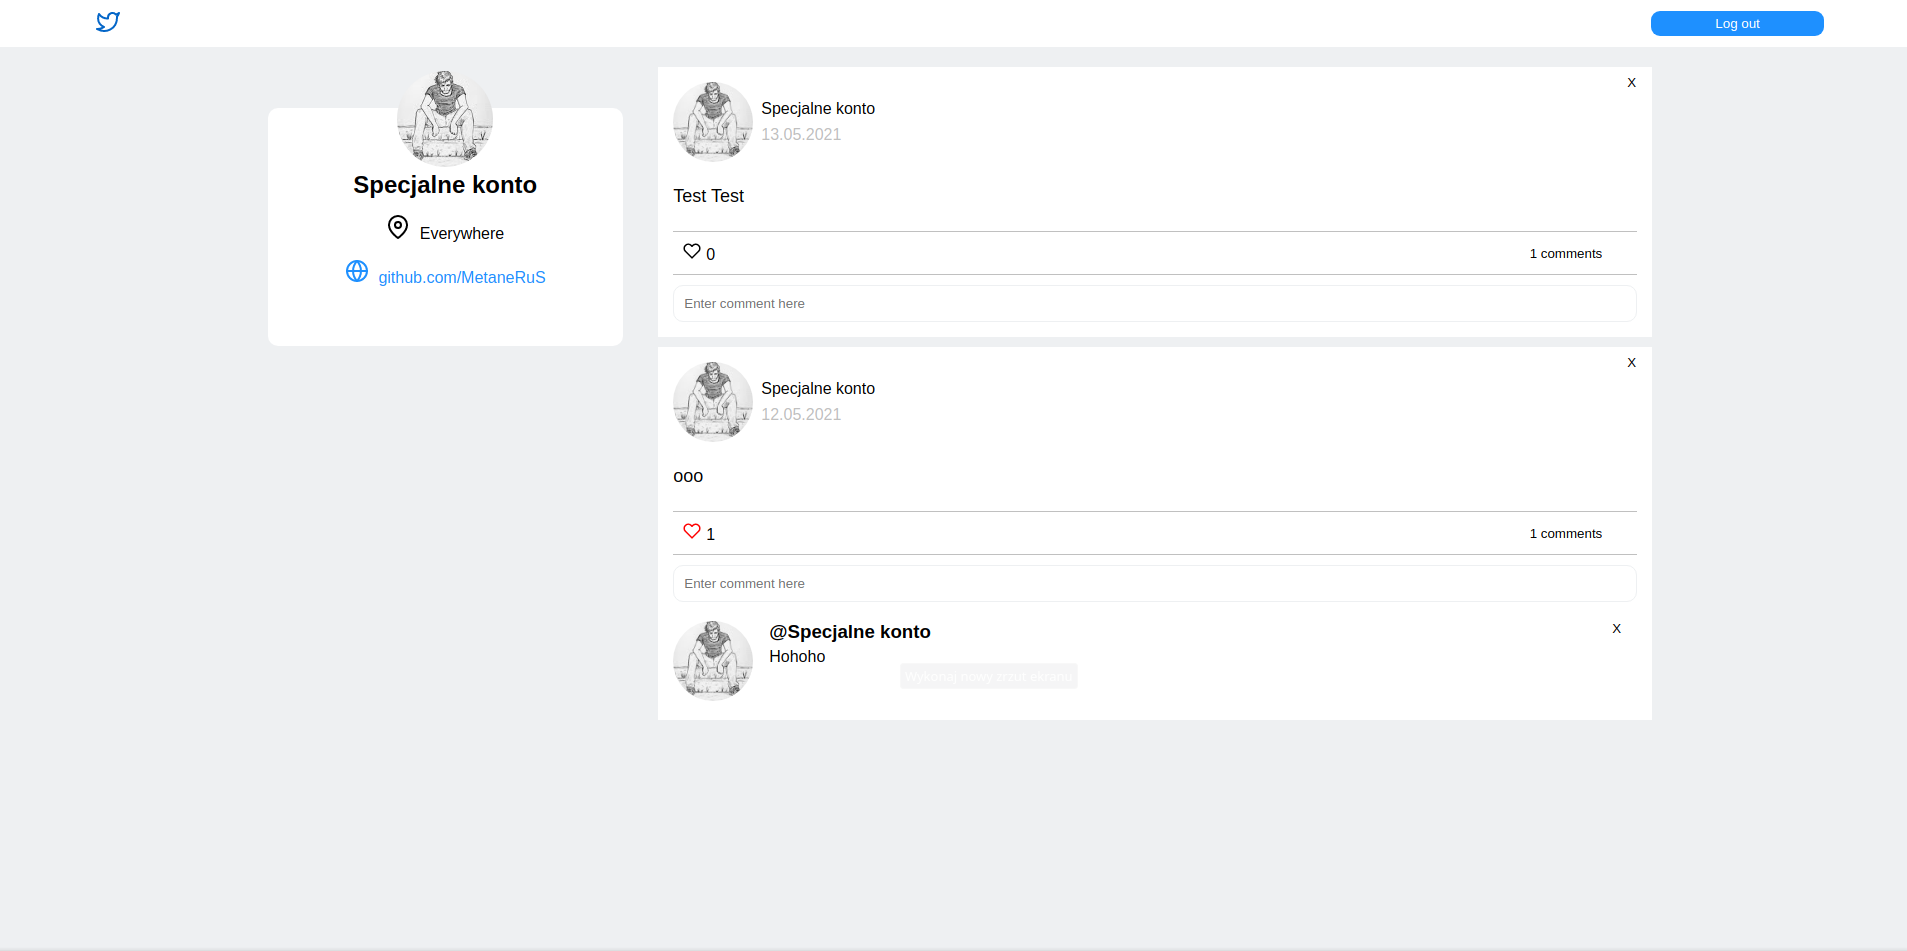 Log out
Specjalne konto
Everywhere
github.com/MetaneRuS
X
Specjalne konto
13.05.2021
Test Test
0
1 comments
Enter comment here
X
Specjalne konto
12.05.2021
ooo
1
1 comments
Enter comment here
@Specjalne konto
X
Hohoho
Wykonaj nowy zrzut ekranu